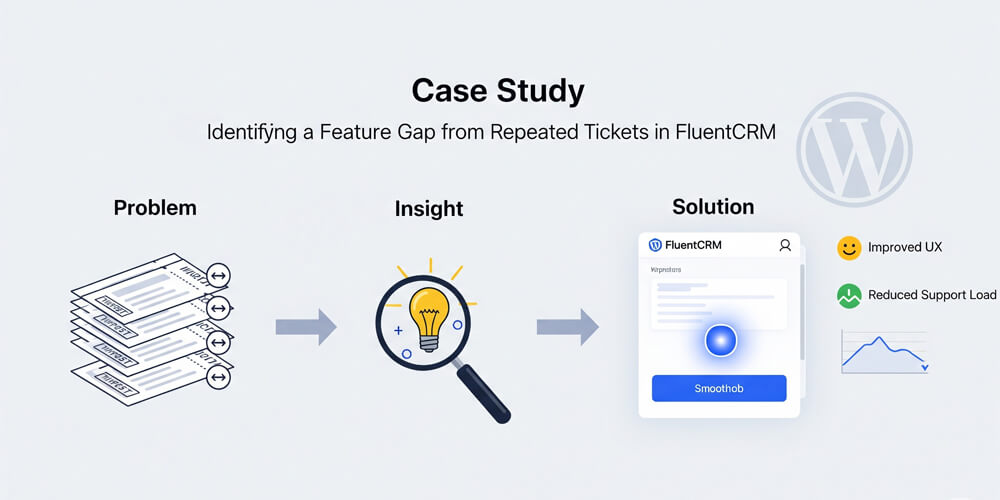 Case Study
Identifying a Feature Gap from Repeated Tickets in FluentCRM
Problem
Insight
Solution
FluentCRM
Smoothob
Improved UX
Reduced Support Load